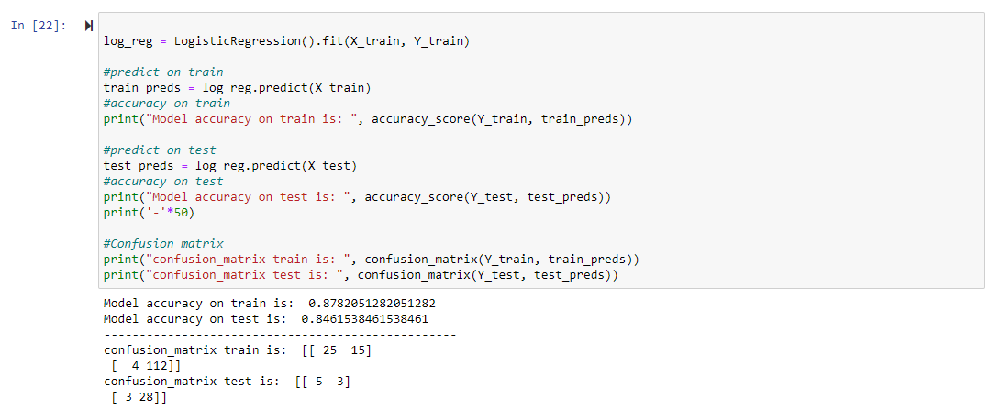 In [22]:
log_reg = LogisticRegression().fit(X_train, Y_train)
#predict on train
train_preds = log_reg.predict(X_train)
#accuracy on train
print("Model accuracy on train is: ", accuracy_score(Y_train, train_preds))
#predict on test
test_preds = log_reg.predict(X_test)
#accuracy on test
print("Model accuracy on test is: ", accuracy_score(Y_test, test_preds))
print('-'*50)
#Confusion matrix
print("confusion_matrix train is: ", confusion_matrix(Y_train, train_preds))
print("confusion_matrix test is: ", confusion_matrix(Y_test, test_preds))
Model accuracy on train is:  0.8782051282051282
Model accuracy on test is:  0.8461538461538461
--------------------------------------------------
confusion_matrix train is:  [[ 25  15]
 [  4 112]]
confusion_matrix test is:  [[ 5  3]
 [ 3 28]]